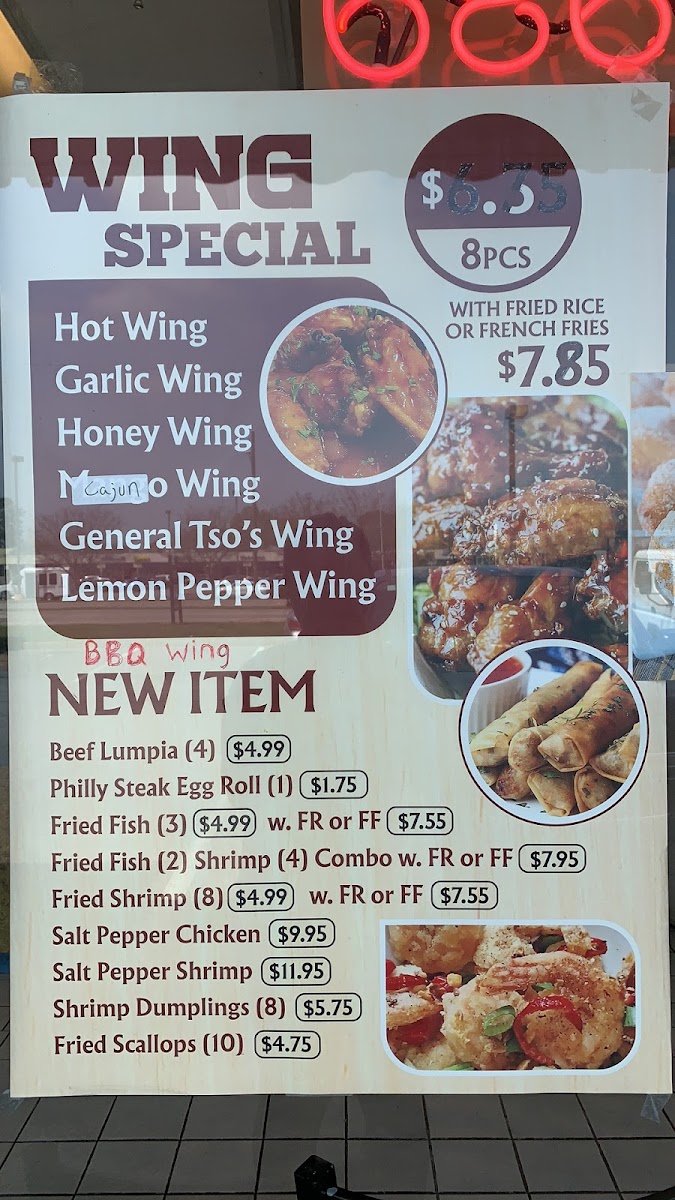 WING
SPECIAL
$6.35
8PCS
WITH FRIED RICE
OR FRENCH FRIES
$7.85
Hot Wing
Garlic Wing
Honey Wing
Cajun Wing
General Tso's Wing
Lemon Pepper Wing
BBQ Wing
NEW ITEM
Beef Lumpia (4) $4.99
Philly Steak Egg Roll (1) $1.75
Fried Fish (3) $4.99 w. FR or FF $7.55
Fried Fish (2) Shrimp (4) Combo w. FR or FF $7.95
Fried Shrimp (8) $4.99 w. FR or FF $7.55
Salt Pepper Chicken $9.95
Salt Pepper Shrimp $11.95
Shrimp Dumplings (8) $5.75
Fried Scallops (10) $4.75